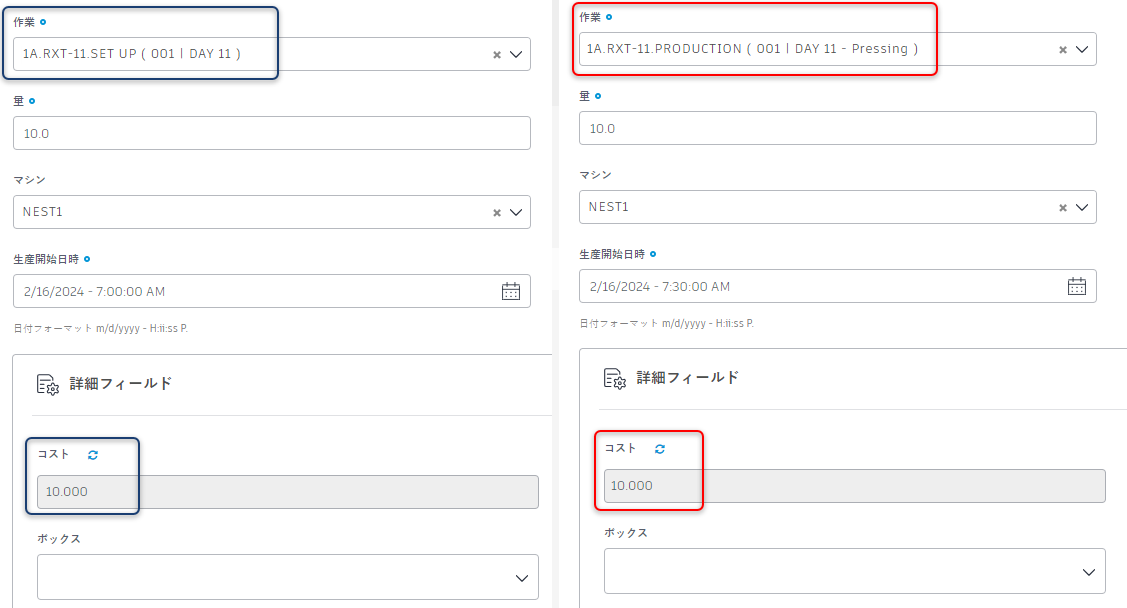 作業
1A.RXT-11.SET UP ( 001 | DAY 11 )
量
10.0
マシン
NEST1
生産開始日時
2/16/2024 - 7:00:00 AM
日付フォーマット m/d/yyyy - H:ii:ss P.
詳細フィールド
コスト
10.000
ボックス
作業
1A.RXT-11.PRODUCTION ( 001 | DAY 11 - Pressing )
量
10.0
マシン
NEST1
生産開始日時
2/16/2024 - 7:30:00 AM
日付フォーマット m/d/yyyy - H:ii:ss P.
詳細フィールド
コスト
10.000
ボックス